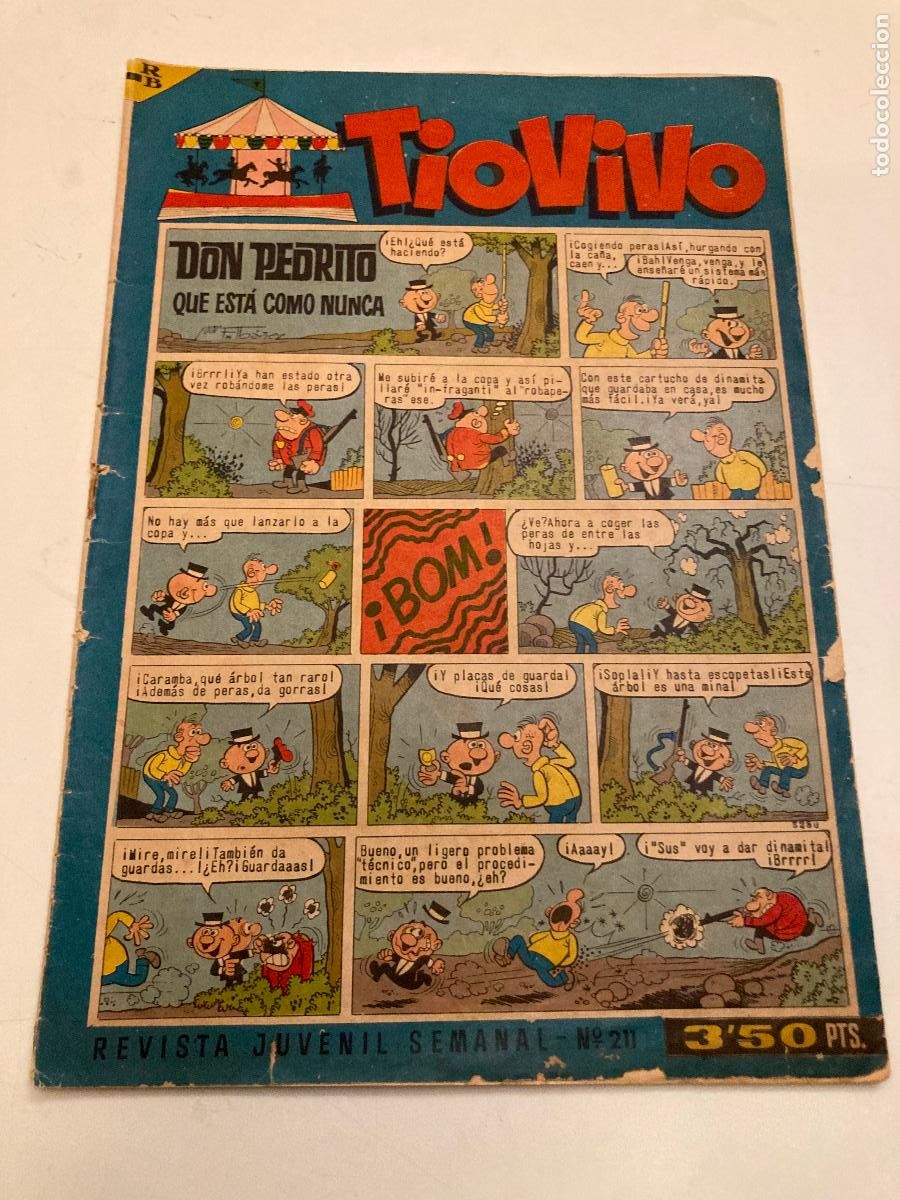 RB
TIOVIVO
todocoleccion
DON PEDRITO
QUE ESTÁ COMO NUNCA
¡Eh!¿Qué está
haciendo?
¡Cogiendo peras!Así,hurgando con
la caña,
caen y...
¡Bah!Venga,venga,y le
enseñaré un sistema más
rápido.
¡Brrr!¡Ya han estado otra
vez robándome las peras!
Me subiré a la copa y así pi-
llaré "in-fraganti" al "robape-
ras" ese.
Con este cartucho de dinamita
que guardaba en casa,es mucho
más fácil.¡Ya verá,ya!
No hay más que lanzarlo a la
copa y...
¡BOM!
¿Ve?Ahora a coger las
peras de entre las
hojas y...
¡Caramba,qué árbol tan raro!
¡Además de peras,da gorras!
¡Y placas de guarda!
¡Qué cosas!
¡Sopla!¡Y hasta escopetas!¡Este
árbol es una mina!
¡Mire,mire!¡También da
guardas...!¿Eh?¡Guardaaas!
Bueno,un ligero problema
"técnico",pero el procedi-
miento es bueno,¿eh?
¡Aaaay!
¡"Sus" voy a dar dinamita!
¡Brrrr!
REVISTA JUVENIL SEMANAL - Nº 211
3'50 PTS.